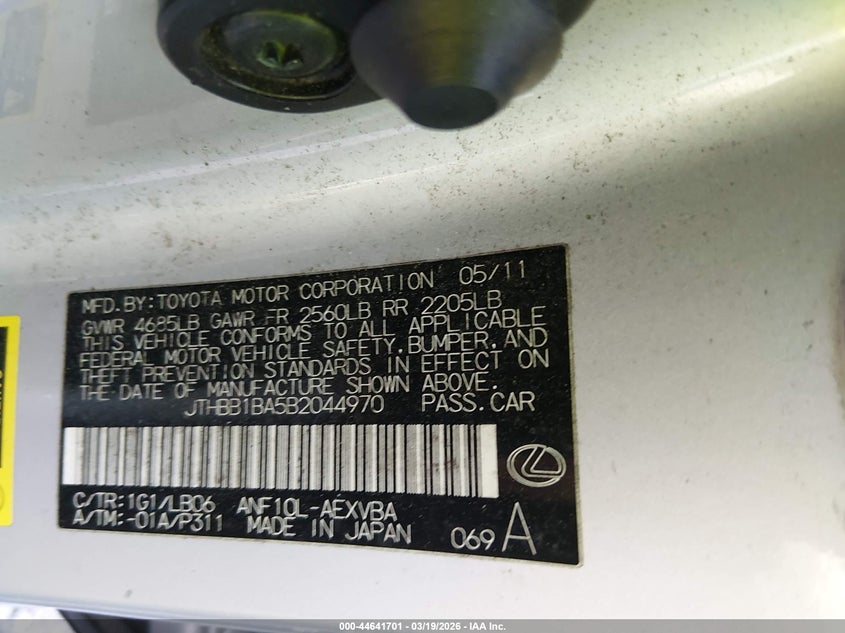 MFD.BY:TOYOTA MOTOR CORPORATION 05/11
GVWR 4685LB GAWR FR 2560LB RR 2205LB
THIS VEHICLE CONFORMS TO ALL APPLICABLE
FEDERAL MOTOR VEHICLE SAFETY,BUMPER,AND
THEFT PREVENTION STANDARDS IN EFFECT ON
THE DATE OF MANUFACTURE SHOWN ABOVE.
JTHBB1BA5B2044970 PASS.CAR
C/TR:1G1/LB06 ANF10L-AEXVBA
A/TM:-01A/P311 MADE IN JAPAN
069 A
000-44641701 - 03/19/2026 - IAA Inc.